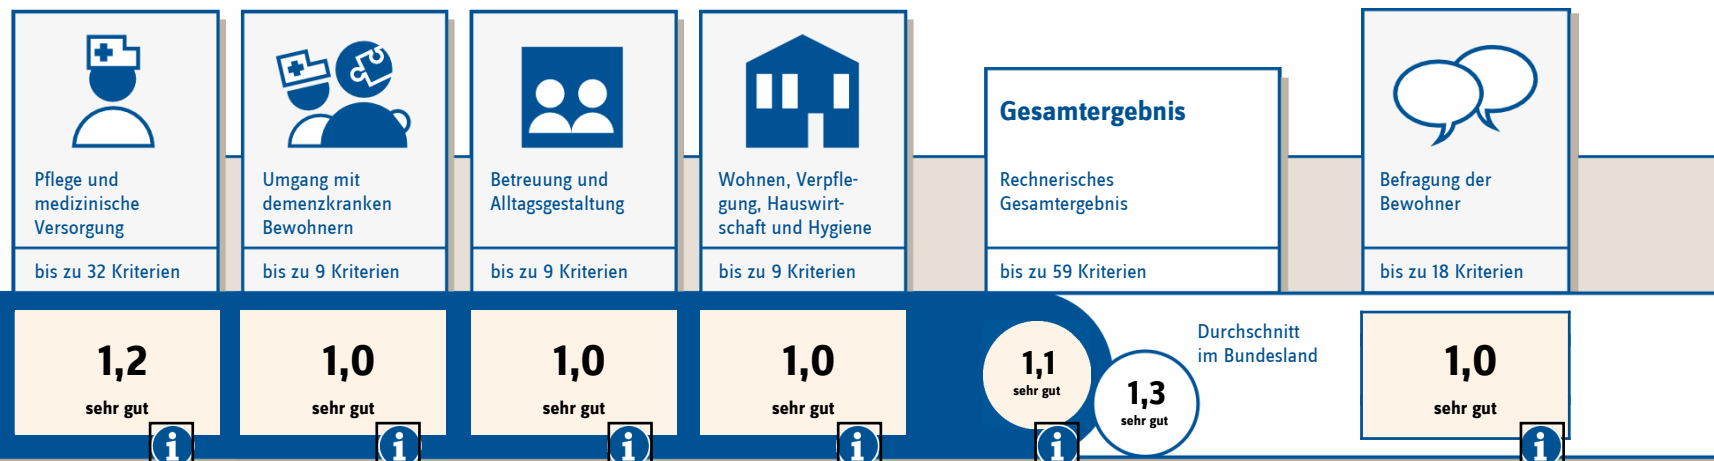 Pflege und
medizinische
Versorgung
bis zu 32 Kriterien
1,2
sehr gut
Umgang mit
demenzkranken
Bewohnern
bis zu 9 Kriterien
1,0
sehr gut
Betreuung und
Alltagsgestaltung
bis zu 9 Kriterien
1,0
sehr gut
Wohnen, Verpfle-
gung, Hauswirt-
schaft und Hygiene
bis zu 9 Kriterien
1,0
sehr gut
Gesamtergebnis
Rechnerisches
Gesamtergebnis
bis zu 59 Kriterien
1,1
sehr gut
Durchschnitt
im Bundesland
1,3
sehr gut
Befragung der
Bewohner
bis zu 18 Kriterien
1,0
sehr gut